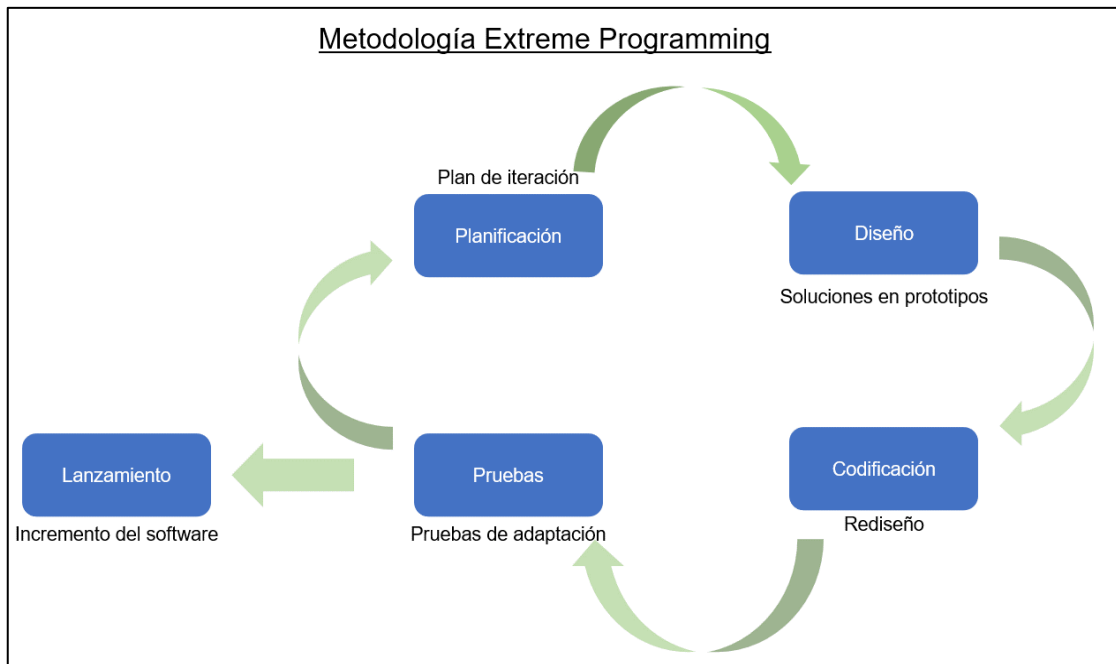 Metodología Extreme Programming
Plan de iteración
Planificación
Diseño
Soluciones en prototipos
Codificación
Rediseño
Pruebas
Pruebas de adaptación
Lanzamiento
Incremento del software